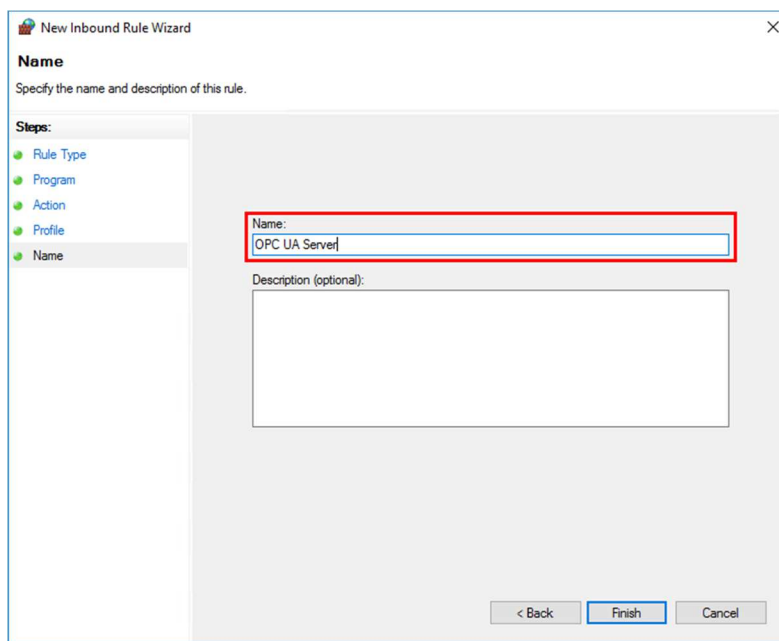 New Inbound Rule Wizard
Name
Specify the name and description of this rule.
Steps:
Rule Type
Program
Action
Profile
Name
Name:
OPC UA Server
Description (optional):
< Back
Finish
Cancel